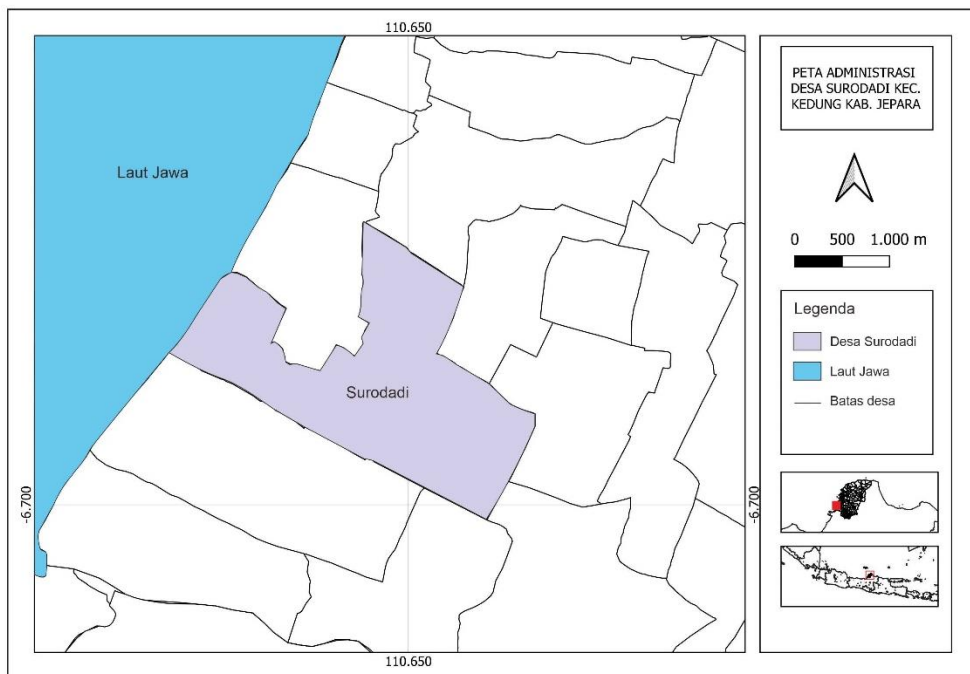 110.650
Laut Jawa
Surodadi
-6.700
-6.700
110.650
PETA ADMINISTRASI
DESA SURODADI KEC.
KEDUNG KAB. JEPARA
0 500 1.000 m
Legenda
Desa Surodadi
Laut Jawa
Batas desa